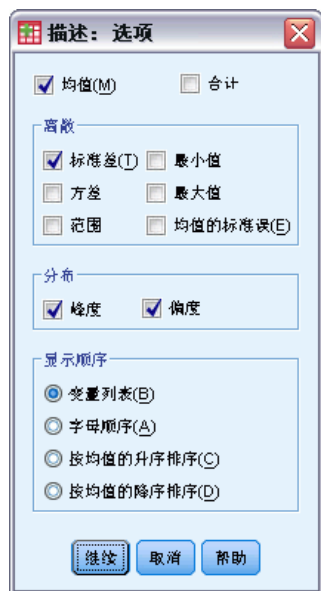 描述：选项
均值(M) 合计
离散
标准差(T) 最小值
方差 最大值
范围 均值的标准误(E)
分布
峰度 偏度
显示顺序
变量列表(B)
字母顺序(A)
按均值的升序排序(C)
按均值的降序排序(D)
继续 取消 帮助